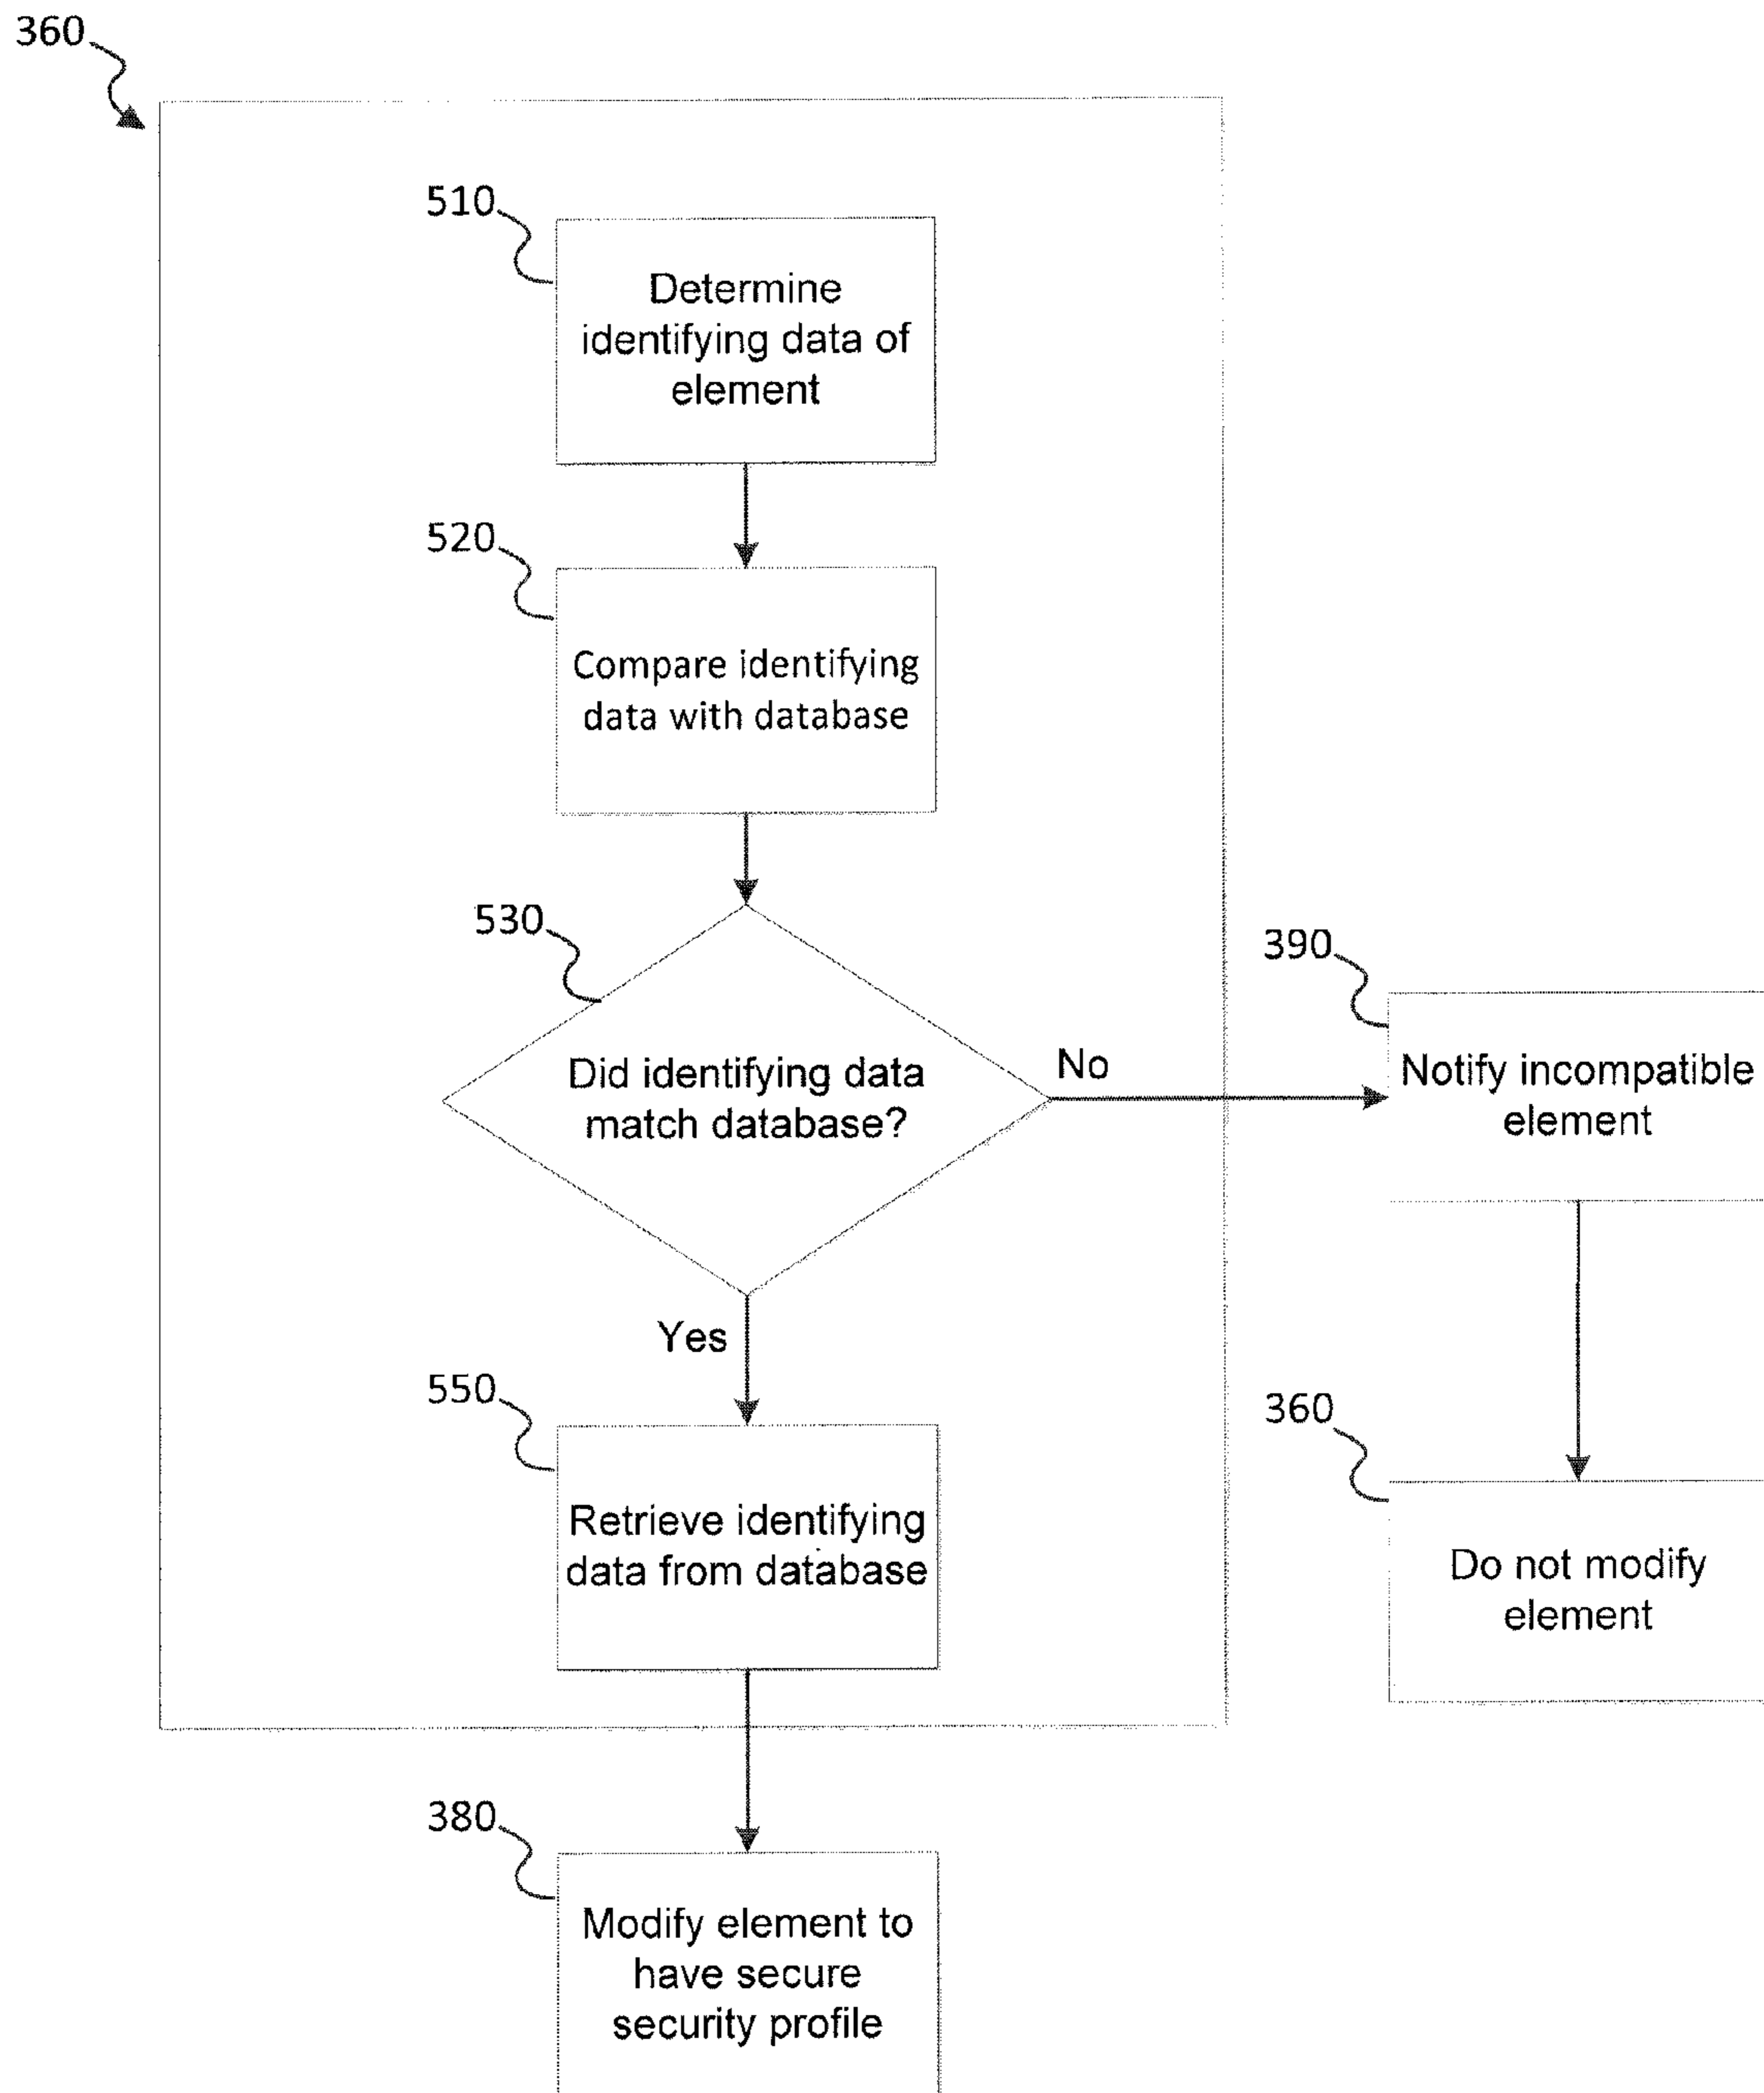 360
510
Determine
identifying data of
element
520
Compare identifying
data with database
530
Did identifying data
match database?
No
390
Notify incompatible
element
Yes
550
Retrieve identifying
data from database
360
Do not modify
element
380
Modify element to
have secure
security profile